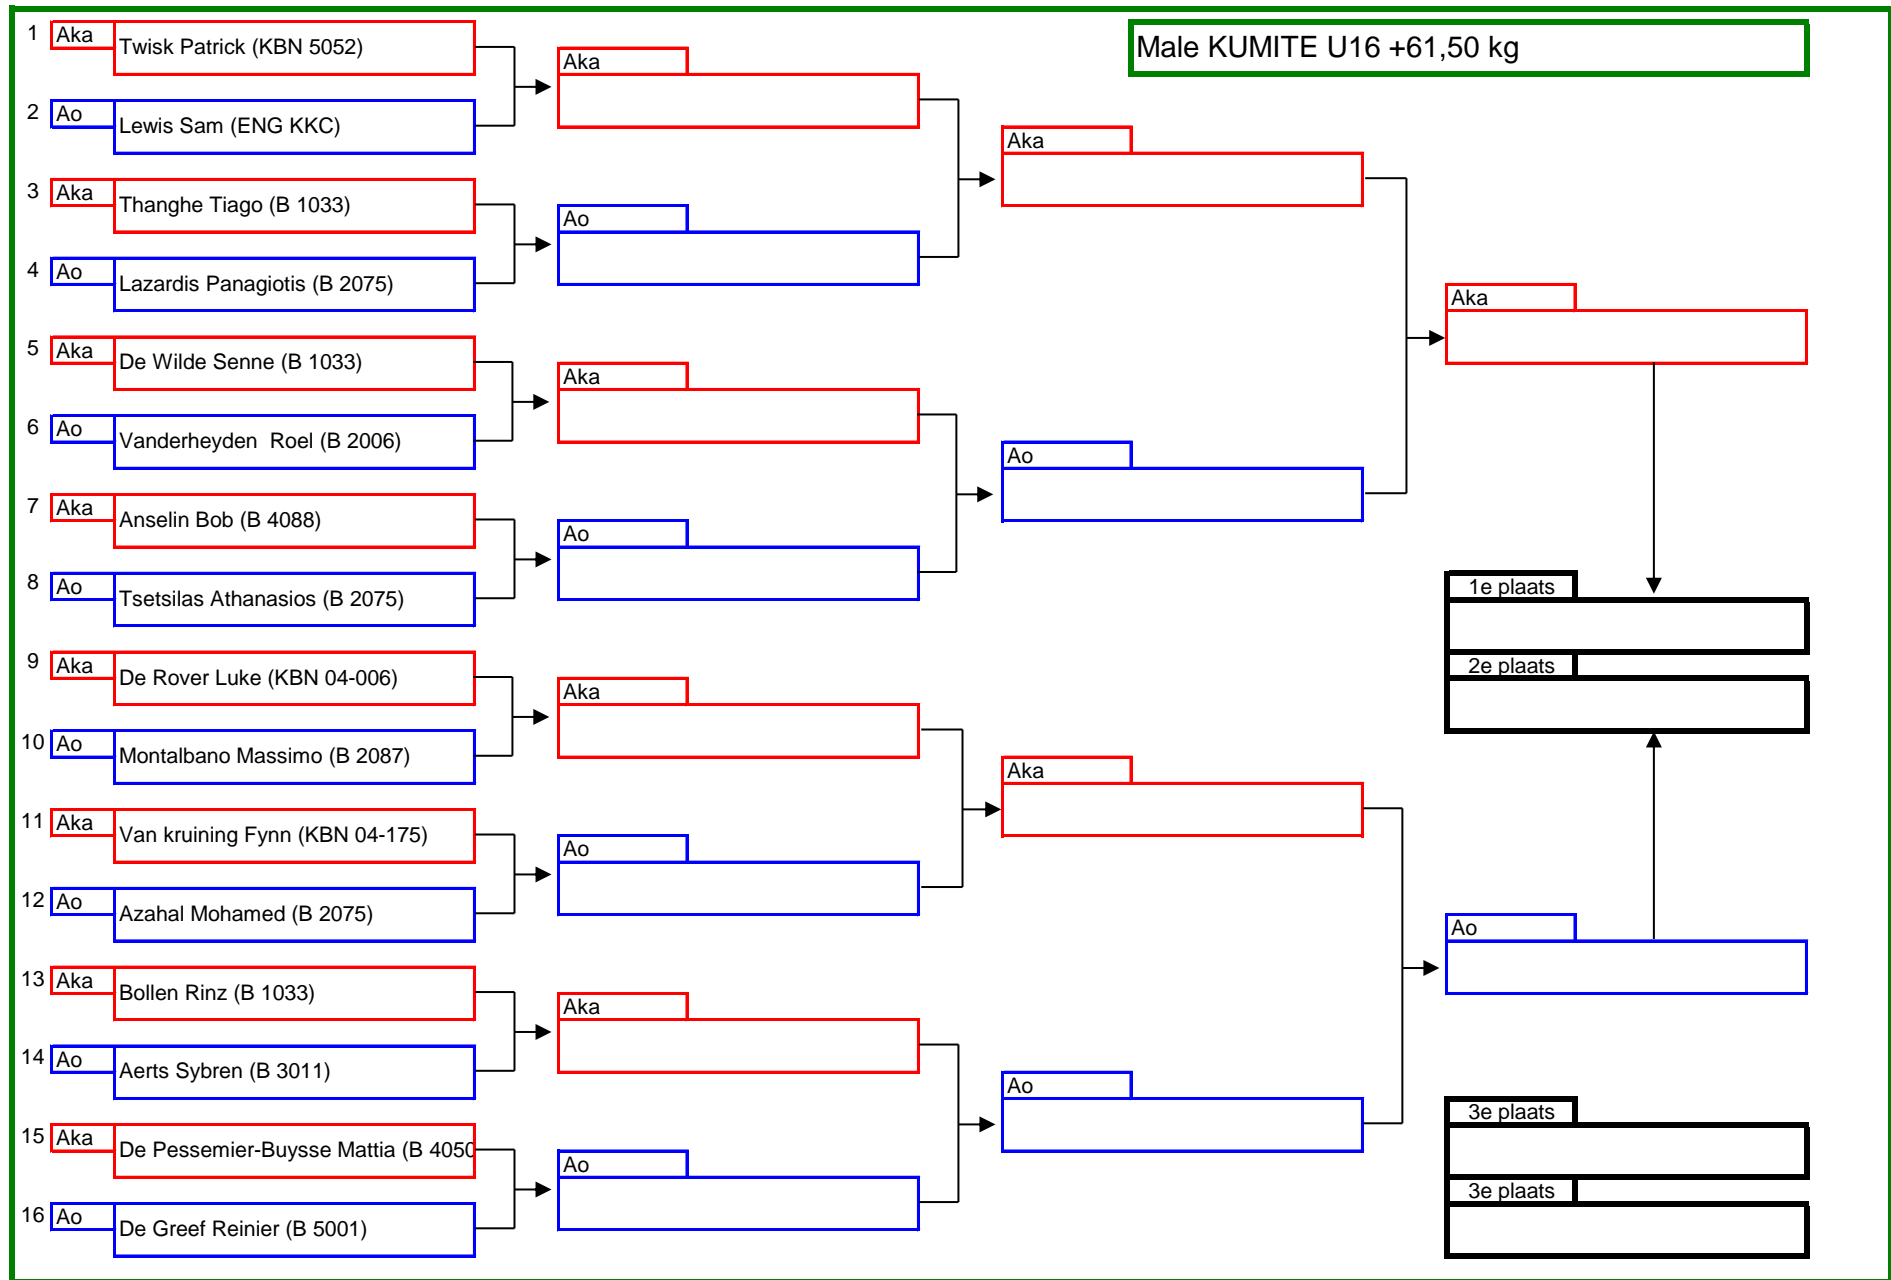 Male KUMITE U16 +61,50 kg
1 Aka Twisk Patrick (KBN 5052)
2 Ao Lewis Sam (ENG KKC)
3 Aka Thanghe Tiago (B 1033)
4 Ao Lazardis Panagiotis (B 2075)
5 Aka De Wilde Senne (B 1033)
6 Ao Vanderheyden  Roel (B 2006)
7 Aka Anselin Bob (B 4088)
8 Ao Tsetsilas Athanasios (B 2075)
9 Aka De Rover Luke (KBN 04-006)
10 Ao Montalbano Massimo (B 2087)
11 Aka Van kruining Fynn (KBN 04-175)
12 Ao Azahal Mohamed (B 2075)
13 Aka Bollen Rinz (B 1033)
14 Ao Aerts Sybren (B 3011)
15 Aka De Pessemier-Buysse Mattia (B 4050
16 Ao De Greef Reinier (B 5001)
Aka
Ao
Aka
Ao
Aka
Ao
Aka
Ao
Aka
Ao
Aka
Ao
Aka
Ao
1e plaats
2e plaats
3e plaats
3e plaats